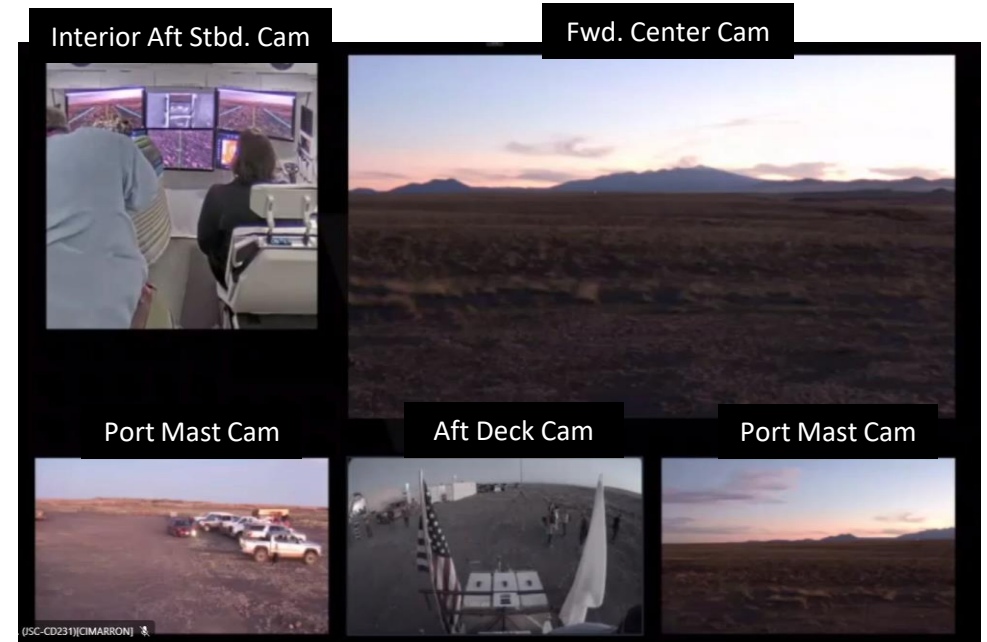 Interior Aft Stbd. Cam
Fwd. Center Cam
Port Mast Cam
Aft Deck Cam
Port Mast Cam
(JSC-CD231)[CIMARRON]